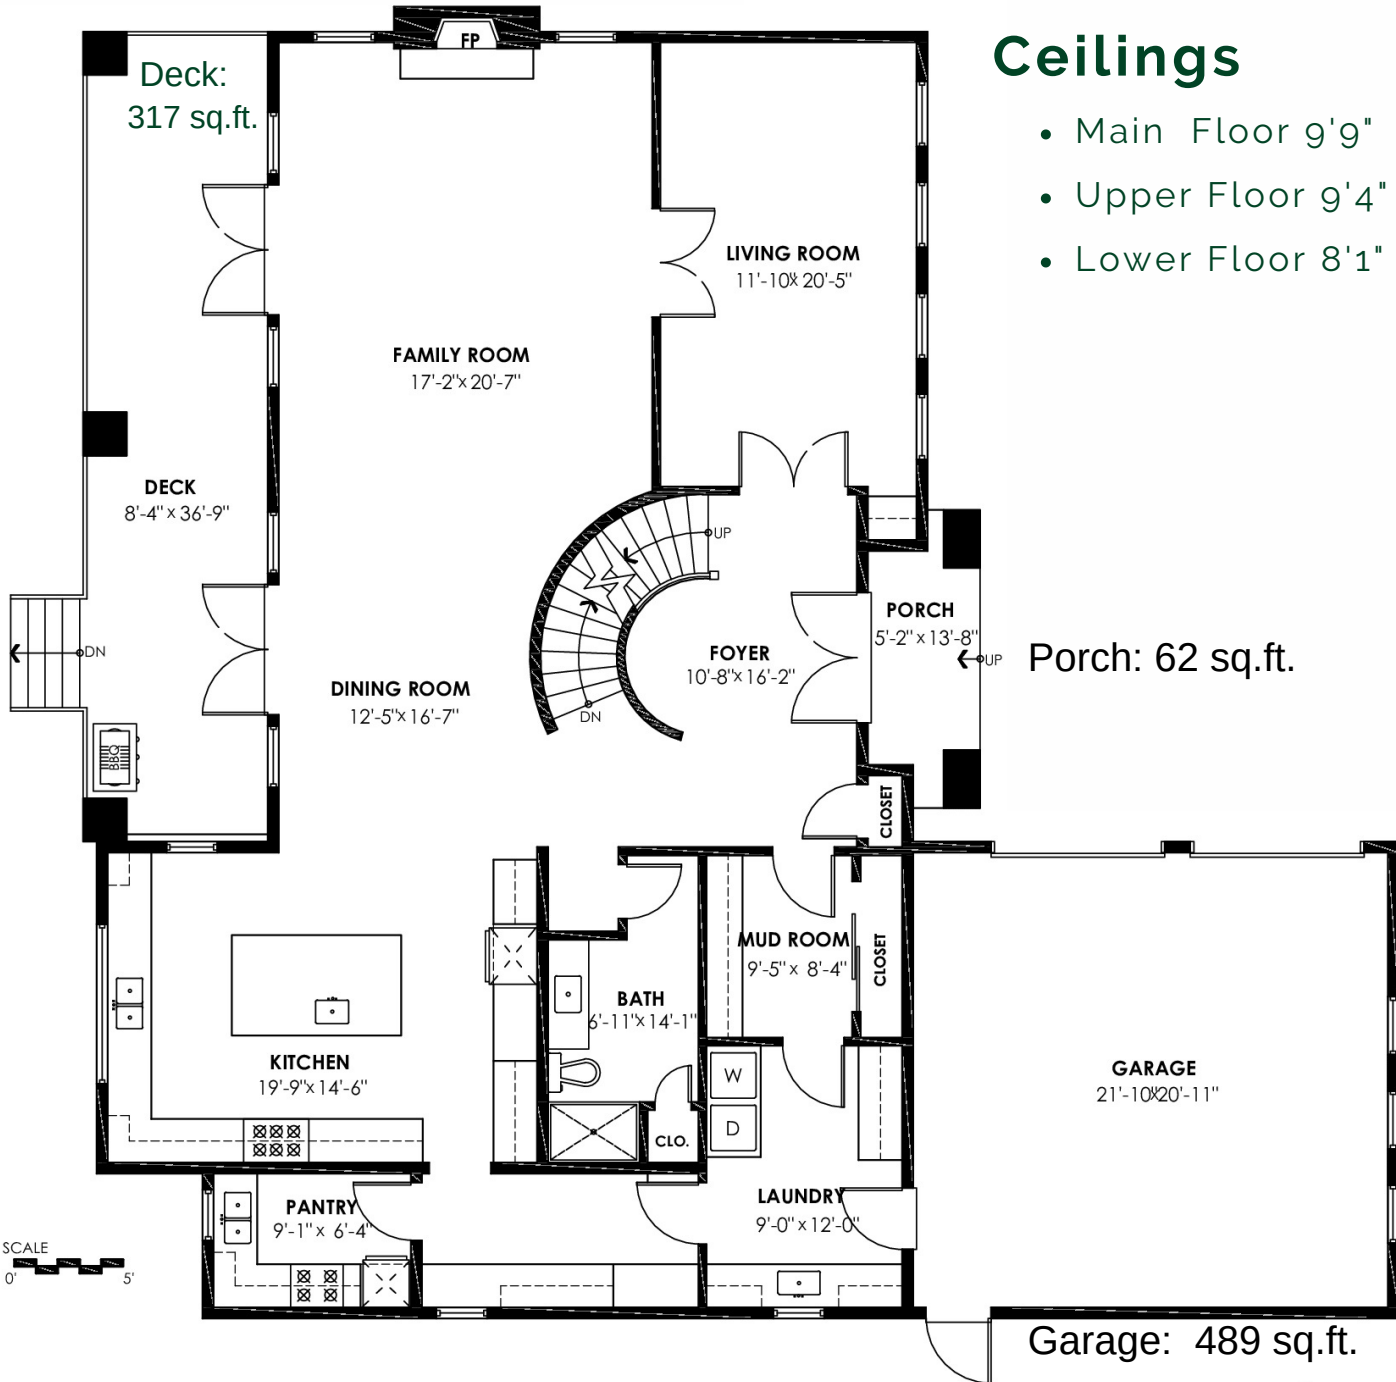 FP
Ceilings
Deck:
317 sq.ft.
• Main Floor 9'9"
• Upper Floor 9'4"
• Lower Floor 8'1"
LIVING ROOM
11'-10"x 20'-5"
FAMILY ROOM
17'-2"x 20'-7"
DECK
8'-4" x 36'-9"
UP
PORCH
5'-2" x 13'-8"
UP
Porch: 62 sq.ft.
DN
FOYER
10'-8"x 16'-2"
DINING ROOM
12'-5"x 16'-7"
DN
BBQ
CLOSET
MUD ROOM
9'-5" x 8'-4"
CLOSET
BATH
6'-11"x 14'-1"
KITCHEN
19'-9"x 14'-6"
W
D
CLO.
GARAGE
21'-10"x20'-11"
PANTRY
9'-1" x 6'-4"
LAUNDRY
9'-0" x 12'-0"
SCALE
0' 5'
Garage: 489 sq.ft.